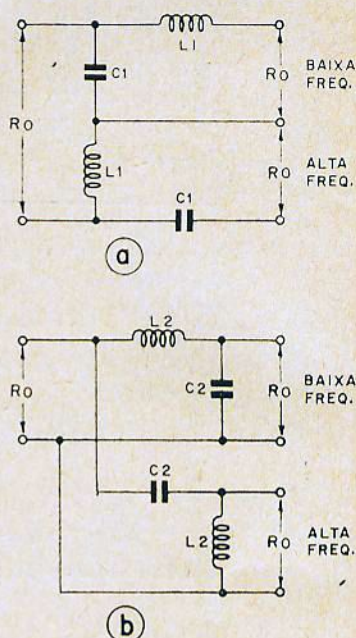 L1
C1
BAIXA
FREQ.
RO
RO
L1
RO
ALTA
FREQ.
C1
a
L2
RO
C2
RO
BAIXA
FREQ.
C2
L2
RO
ALTA
FREQ.
b